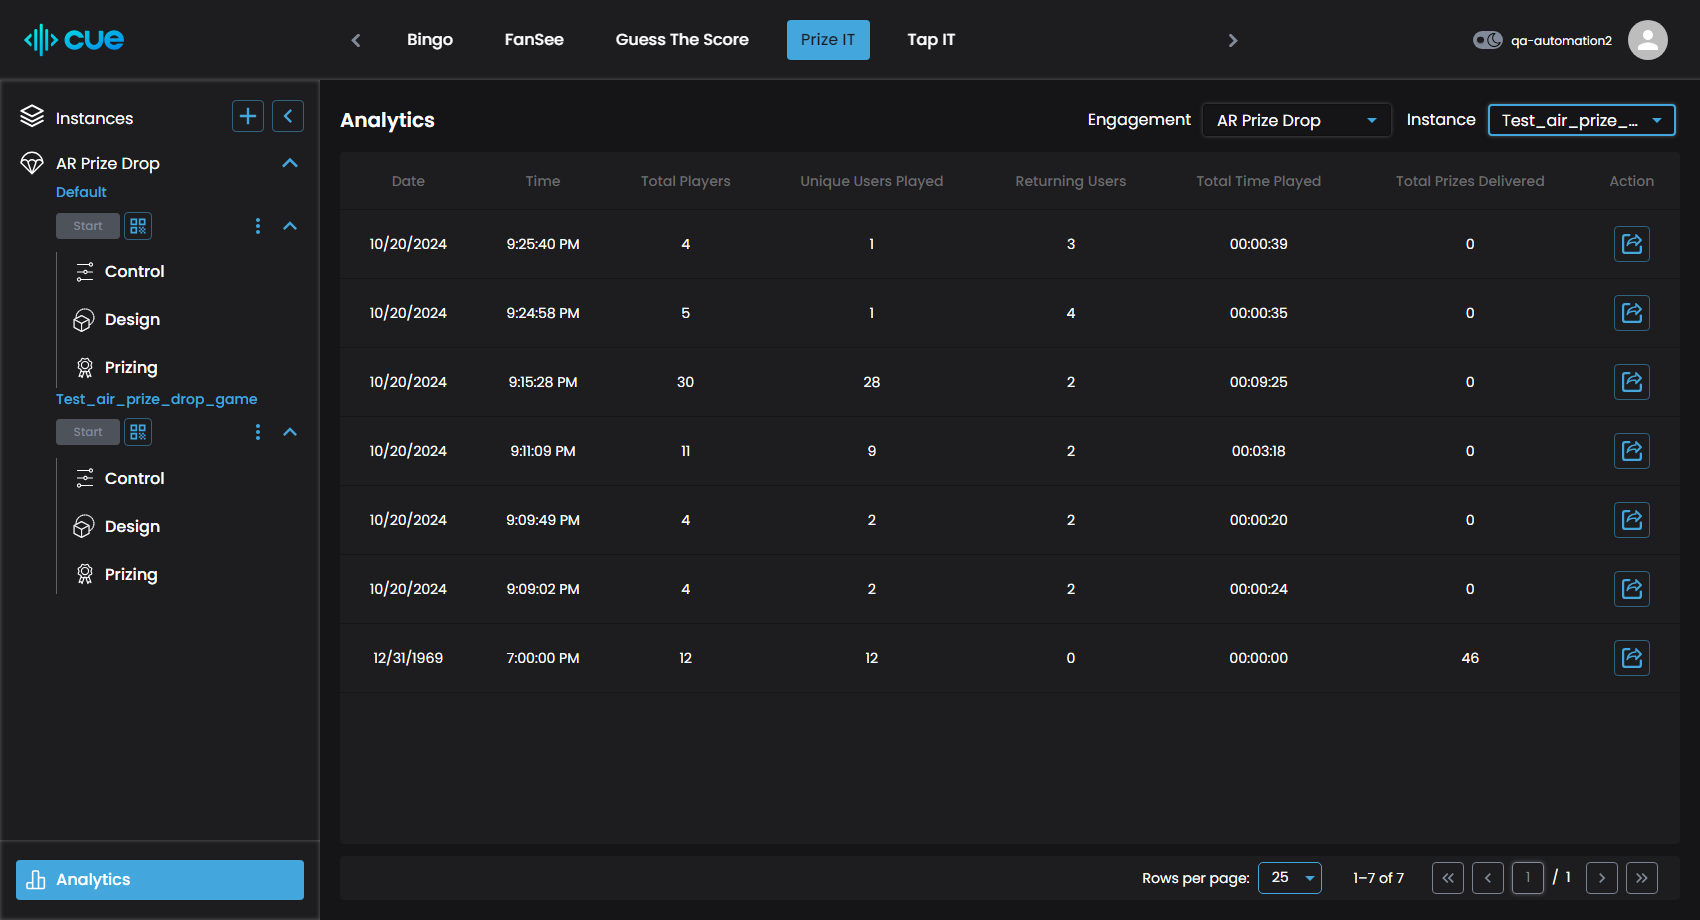 cue
Bingo
FanSee
Guess The Score
Prize IT
Tap IT
qa-automation2
Instances
AR Prize Drop
Default
Start
Control
Design
Prizing
Test_air_prize_drop_game
Start
Control
Design
Prizing
Analytics
Analytics
Engagement AR Prize Drop Instance Test_air_prize_...
Date Time Total Players Unique Users Played Returning Users Total Time Played Total Prizes Delivered Action
10/20/2024 9:25:40 PM 4 1 3 00:00:39 0
10/20/2024 9:24:58 PM 5 1 4 00:00:35 0
10/20/2024 9:15:28 PM 30 28 2 00:09:25 0
10/20/2024 9:11:09 PM 11 9 2 00:03:18 0
10/20/2024 9:09:49 PM 4 2 2 00:00:20 0
10/20/2024 9:09:02 PM 4 2 2 00:00:24 0
12/31/1969 7:00:00 PM 12 12 0 00:00:00 46
Rows per page: 25 1–7 of 7 1 / 1